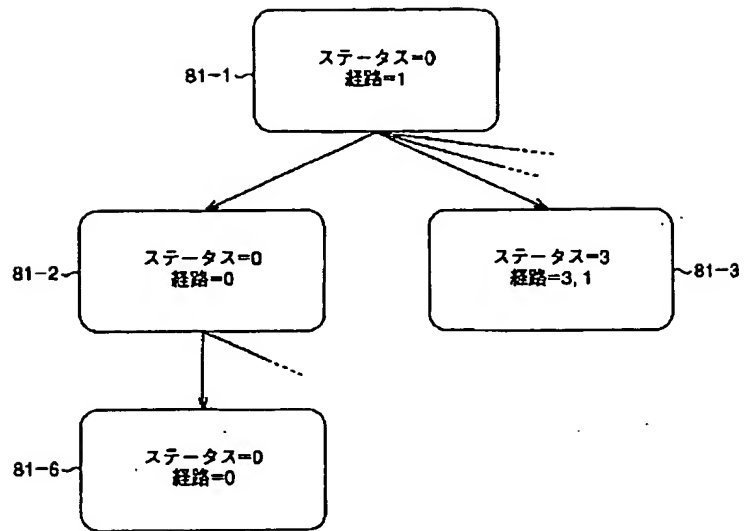 81-1
ステータス=0
経路=1
81-2
ステータス=0
経路=0
ステータス=3
経路=3, 1
81-3
81-6
ステータス=0
経路=0